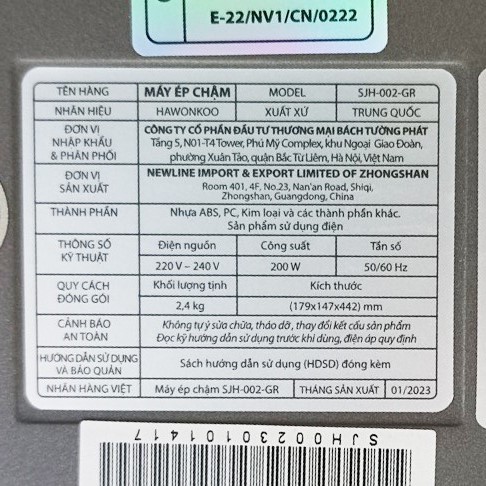 E-22/NV1/CN/0222
TÊN HÀNG MÁY ÉP CHẬM MODEL SJH-002-GR
NHÃN HIỆU HAWONKOO XUẤT XỨ TRUNG QUỐC
ĐƠN VỊ NHẬP KHẨU & PHÂN PHỐI
CÔNG TY CỔ PHẦN ĐẦU TƯ THƯƠNG MẠI BÁCH TƯỜNG PHÁT
Tầng 5, N01-T4 Tower, Phú Mỹ Complex, khu Ngoại Giao Đoàn,
phường Xuân Tảo, quận Bắc Từ Liêm, Hà Nội, Việt Nam
ĐƠN VỊ SẢN XUẤT
NEWLINE IMPORT & EXPORT LIMITED OF ZHONGSHAN
Room 401, 4F, No.23, Nan'an Road, Shiqi,
Zhongshan, Guangdong, China
THÀNH PHẦN
Nhựa ABS, PC, Kim loại và các thành phần khác.
Sản phẩm sử dụng điện
THÔNG SỐ KỸ THUẬT
Điện nguồn Công suất Tần số
220 V – 240 V 200 W 50/60 Hz
QUY CÁCH ĐÓNG GÓI
Khối lượng tịnh Kích thước
2,4 kg (179x147x442) mm
CẢNH BÁO AN TOÀN
Không tự ý sửa chữa, tháo dỡ, thay đổi kết cấu sản phẩm
Đọc kỹ hướng dẫn sử dụng trước khi dùng, điện áp quy định
HƯỚNG DẪN SỬ DỤNG VÀ BẢO QUẢN
Sách hướng dẫn sử dụng (HDSD) đóng kèm
NHÃN HÀNG VIỆT Máy ép chậm SJH-002-GR THÁNG SẢN XUẤT 01/2023
SJH00230101417